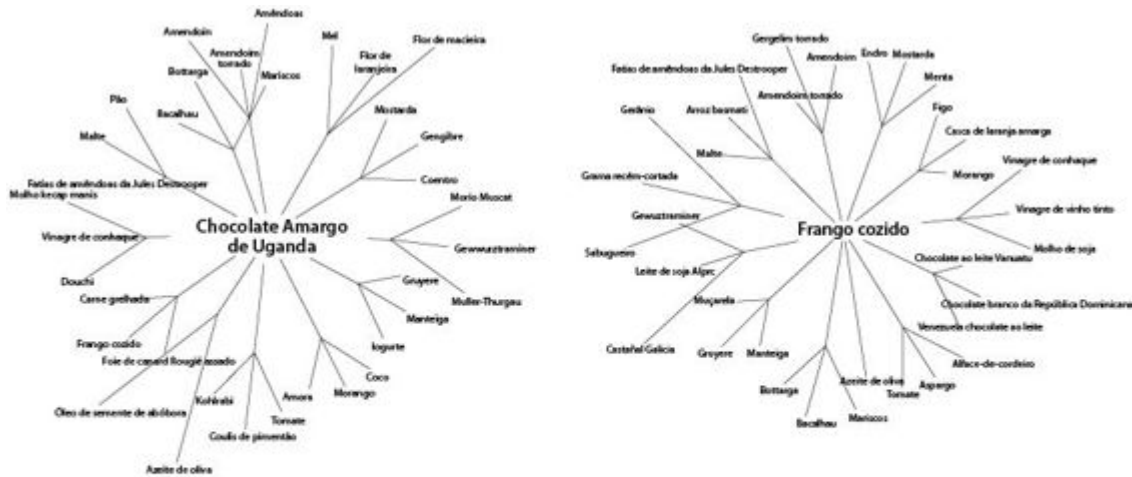 Amêndoas
Amendoin
Mel
Flor de macieira
Amendoim
torrado
Flor de
laranjeira
Bottarga
Mariscos
Pão
Bacalhau
Mostarda
Malte
Gengibre
Coentro
Fatias de amêndoas da Jules Destrooper
Molho kecap manis
Morio Muscat
Chocolate Amargo
de Uganda
Vinagre de conhaque
Gewwurztraminer
Douchi
Gruyere
Carne grelhada
Muller-Thurgau
Manteiga
Frango cozido
Iogurte
Foie de canard Rougié assado
Coco
Amora
Morango
Kohlrabi
Óleo de semente de abóbora
Tomate
Coulis de pimentão
Azeite de oliva
Gergelim torrado
Endro
Mostarda
Amendoim
Fatias de amêndoas da Jules Destrooper
Menta
Amendoim torrado
Gerânio
Arroz basmati
Figo
Casca de laranja amarga
Malte
Vinagre de conhaque
Grama recém-cortada
Morango
Gewuztraminer
Vinagre de vinho tinto
Frango cozido
Sabugueiro
Molho de soja
Leite de soja Alpro
Chocolate ao leite Vanuatu
Muçarela
Chocolate branco da República Dominicana
Venezuela chocolate ao leite
Castañal Galicia
Gruyere
Manteiga
Alface-de-cordeiro
Bottarga
Azeite de oliva
Aspargo
Tomate
Bacalhau
Mariscos